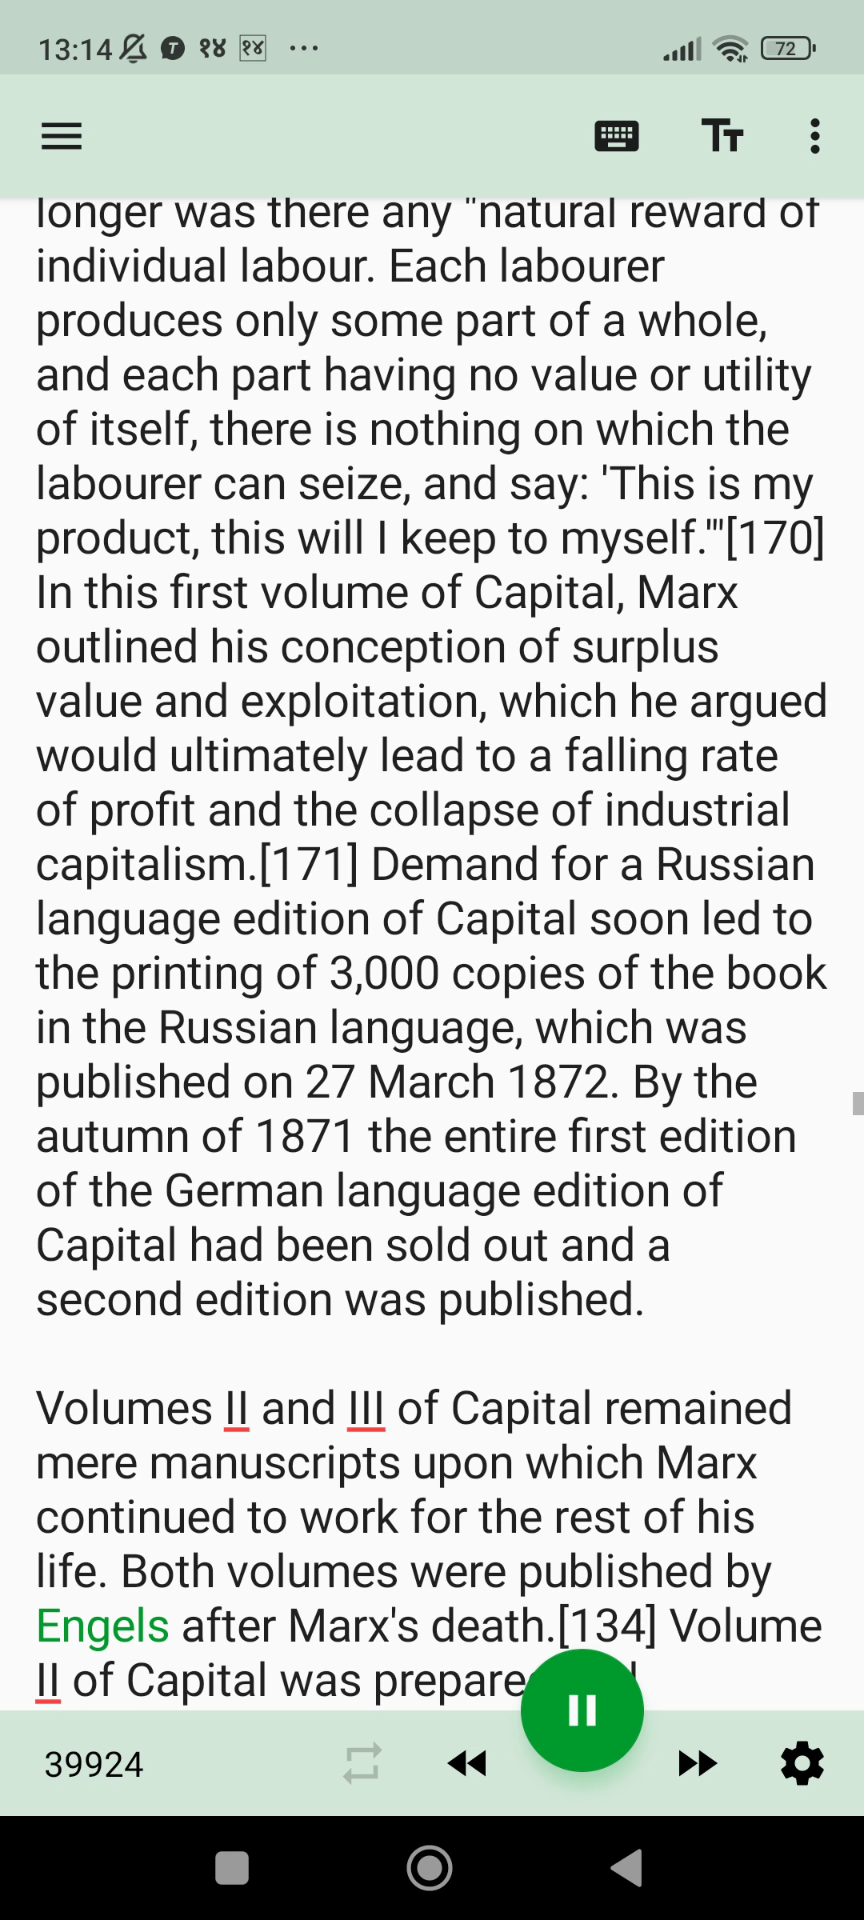 13:14 T १४ १४ ...
72
Tт
longer was there any "natural reward of
individual labour. Each labourer
produces only some part of a whole,
and each part having no value or utility
of itself, there is nothing on which the
labourer can seize, and say: 'This is my
product, this will I keep to myself.'"[170]
In this first volume of Capital, Marx
outlined his conception of surplus
value and exploitation, which he argued
would ultimately lead to a falling rate
of profit and the collapse of industrial
capitalism.[171] Demand for a Russian
language edition of Capital soon led to
the printing of 3,000 copies of the book
in the Russian language, which was
published on 27 March 1872. By the
autumn of 1871 the entire first edition
of the German language edition of
Capital had been sold out and a
second edition was published.
Volumes II and III of Capital remained
mere manuscripts upon which Marx
continued to work for the rest of his
life. Both volumes were published by
Engels after Marx's death.[134] Volume
II of Capital was prepare
39924